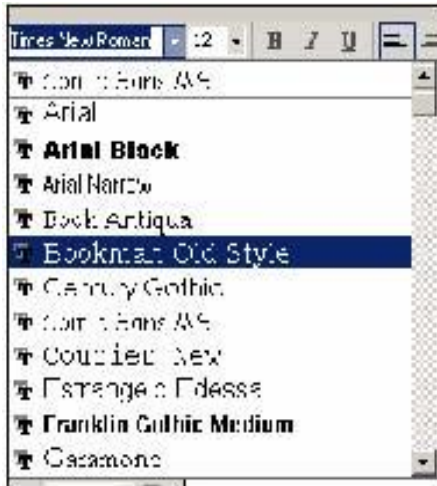 Times New Roman 12 B I U
Comic Sans MS
Arial
Arial Black
Arial Narrow
Book Antiqua
Bookman Old Style
Century Gothic
Comic Sans MS
Courier New
Estrangelo Edessa
Franklin Gothic Medium
Garamond